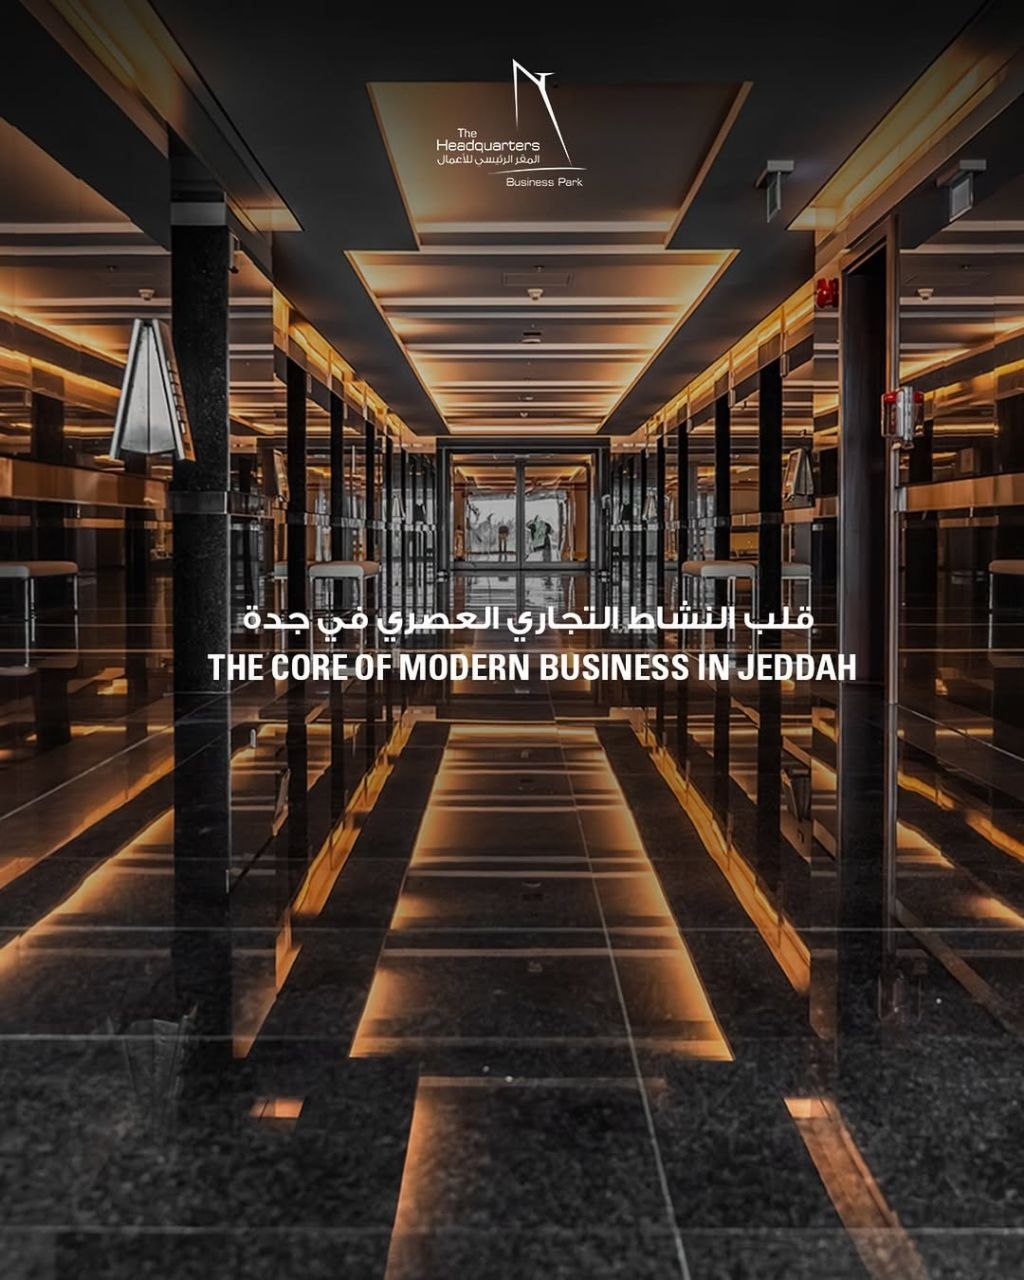 The
Headquarters
المقر الرئيسي للأعمال
Business Park
قلب النشاط التجاري العصري في جدة
THE CORE OF MODERN BUSINESS IN JEDDAH